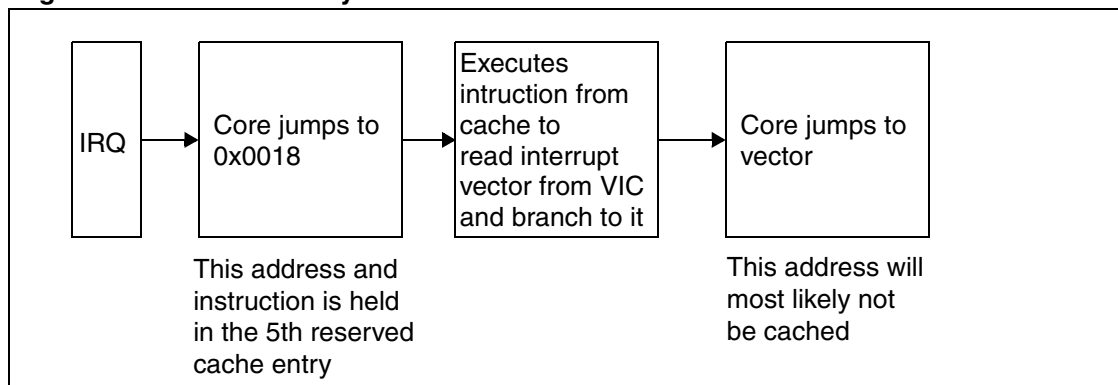 IRQ
Core jumps to
0x0018
Executes
intruction from
cache to
read interrupt
vector from VIC
and branch to it
Core jumps to
vector
This address and
instruction is held
in the 5th reserved
cache entry
This address will
most likely not
be cached